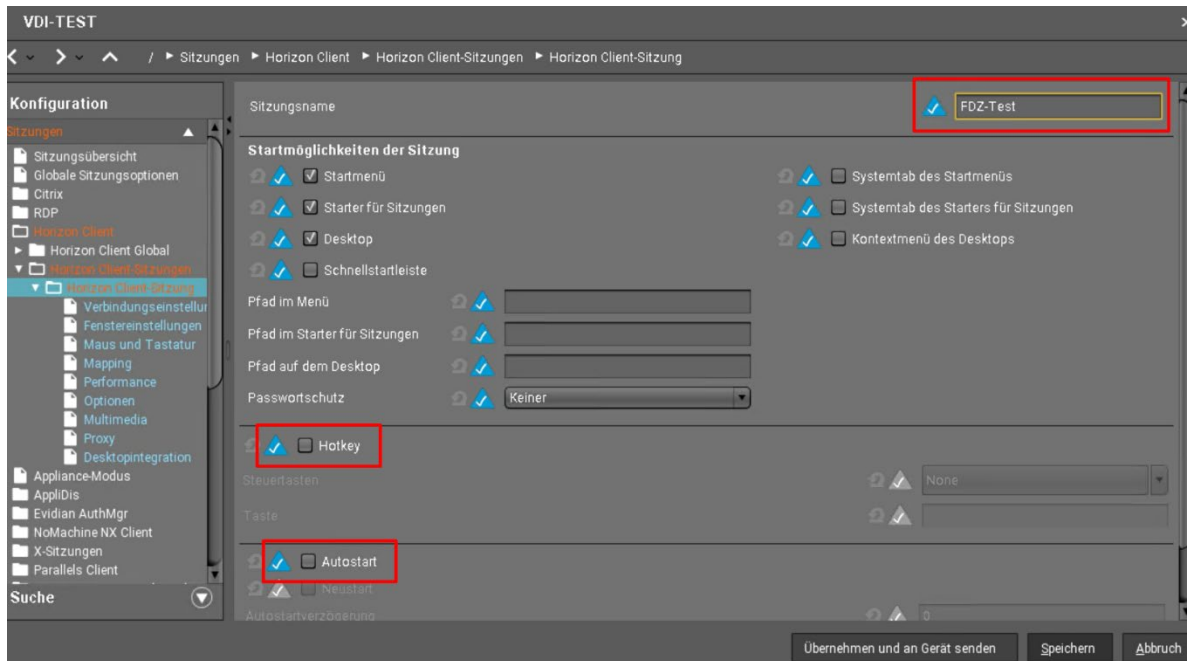 VDI-TEST
/ ► Sitzungen ► Horizon Client ► Horizon Client-Sitzungen ► Horizon Client-Sitzung
Konfiguration
Sitzungen
Sitzungsübersicht
Globale Sitzungsoptionen
Citrix
RDP
Horizon Client
Horizon Client Global
Horizon Client-Sitzungen
Horizon Client-Sitzung
Verbindungseinstellur
Fenstereinstellungen
Maus und Tastatur
Mapping
Performance
Optionen
Multimedia
Proxy
Desktopintegration
Appliance-Modus
AppliDis
Evidian AuthMgr
NoMachine NX Client
X-Sitzungen
Parallels Client
Suche
Sitzungsname
FDZ-Test
Startmöglichkeiten der Sitzung
Startmenü
Systemtab des Startmenüs
Starter für Sitzungen
Systemtab des Starters für Sitzungen
Desktop
Kontextmenü des Desktops
Schnellstartleiste
Pfad im Menü
Pfad im Starter für Sitzungen
Pfad auf dem Desktop
Passwortschutz
Keiner
Hotkey
Steuertasten
None
Taste
Autostart
Neustart
Autostartverzögerung
0
Übernehmen und an Gerät senden
Speichern
Abbruch